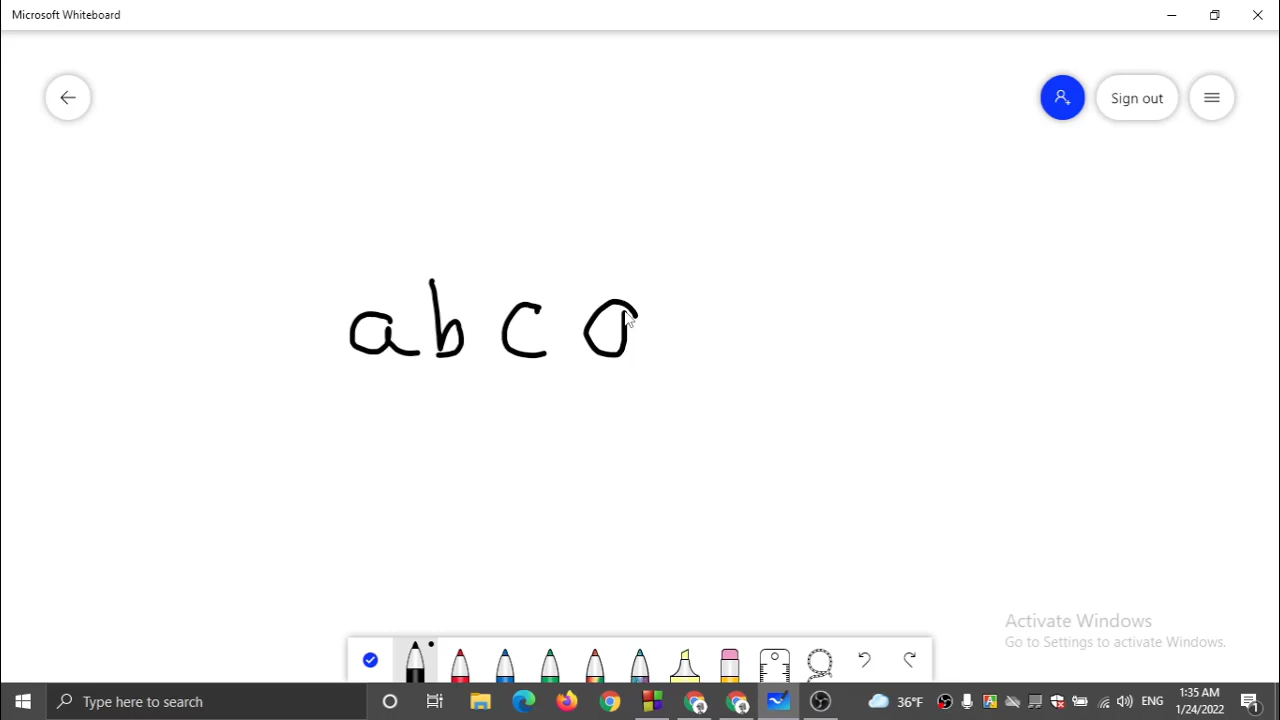 Microsoft Whiteboard
Sign out
a b c
Activate Windows
Go to Settings to activate Windows.
Type here to search
36°F
ENG
1:35 AM
1/24/2022
1